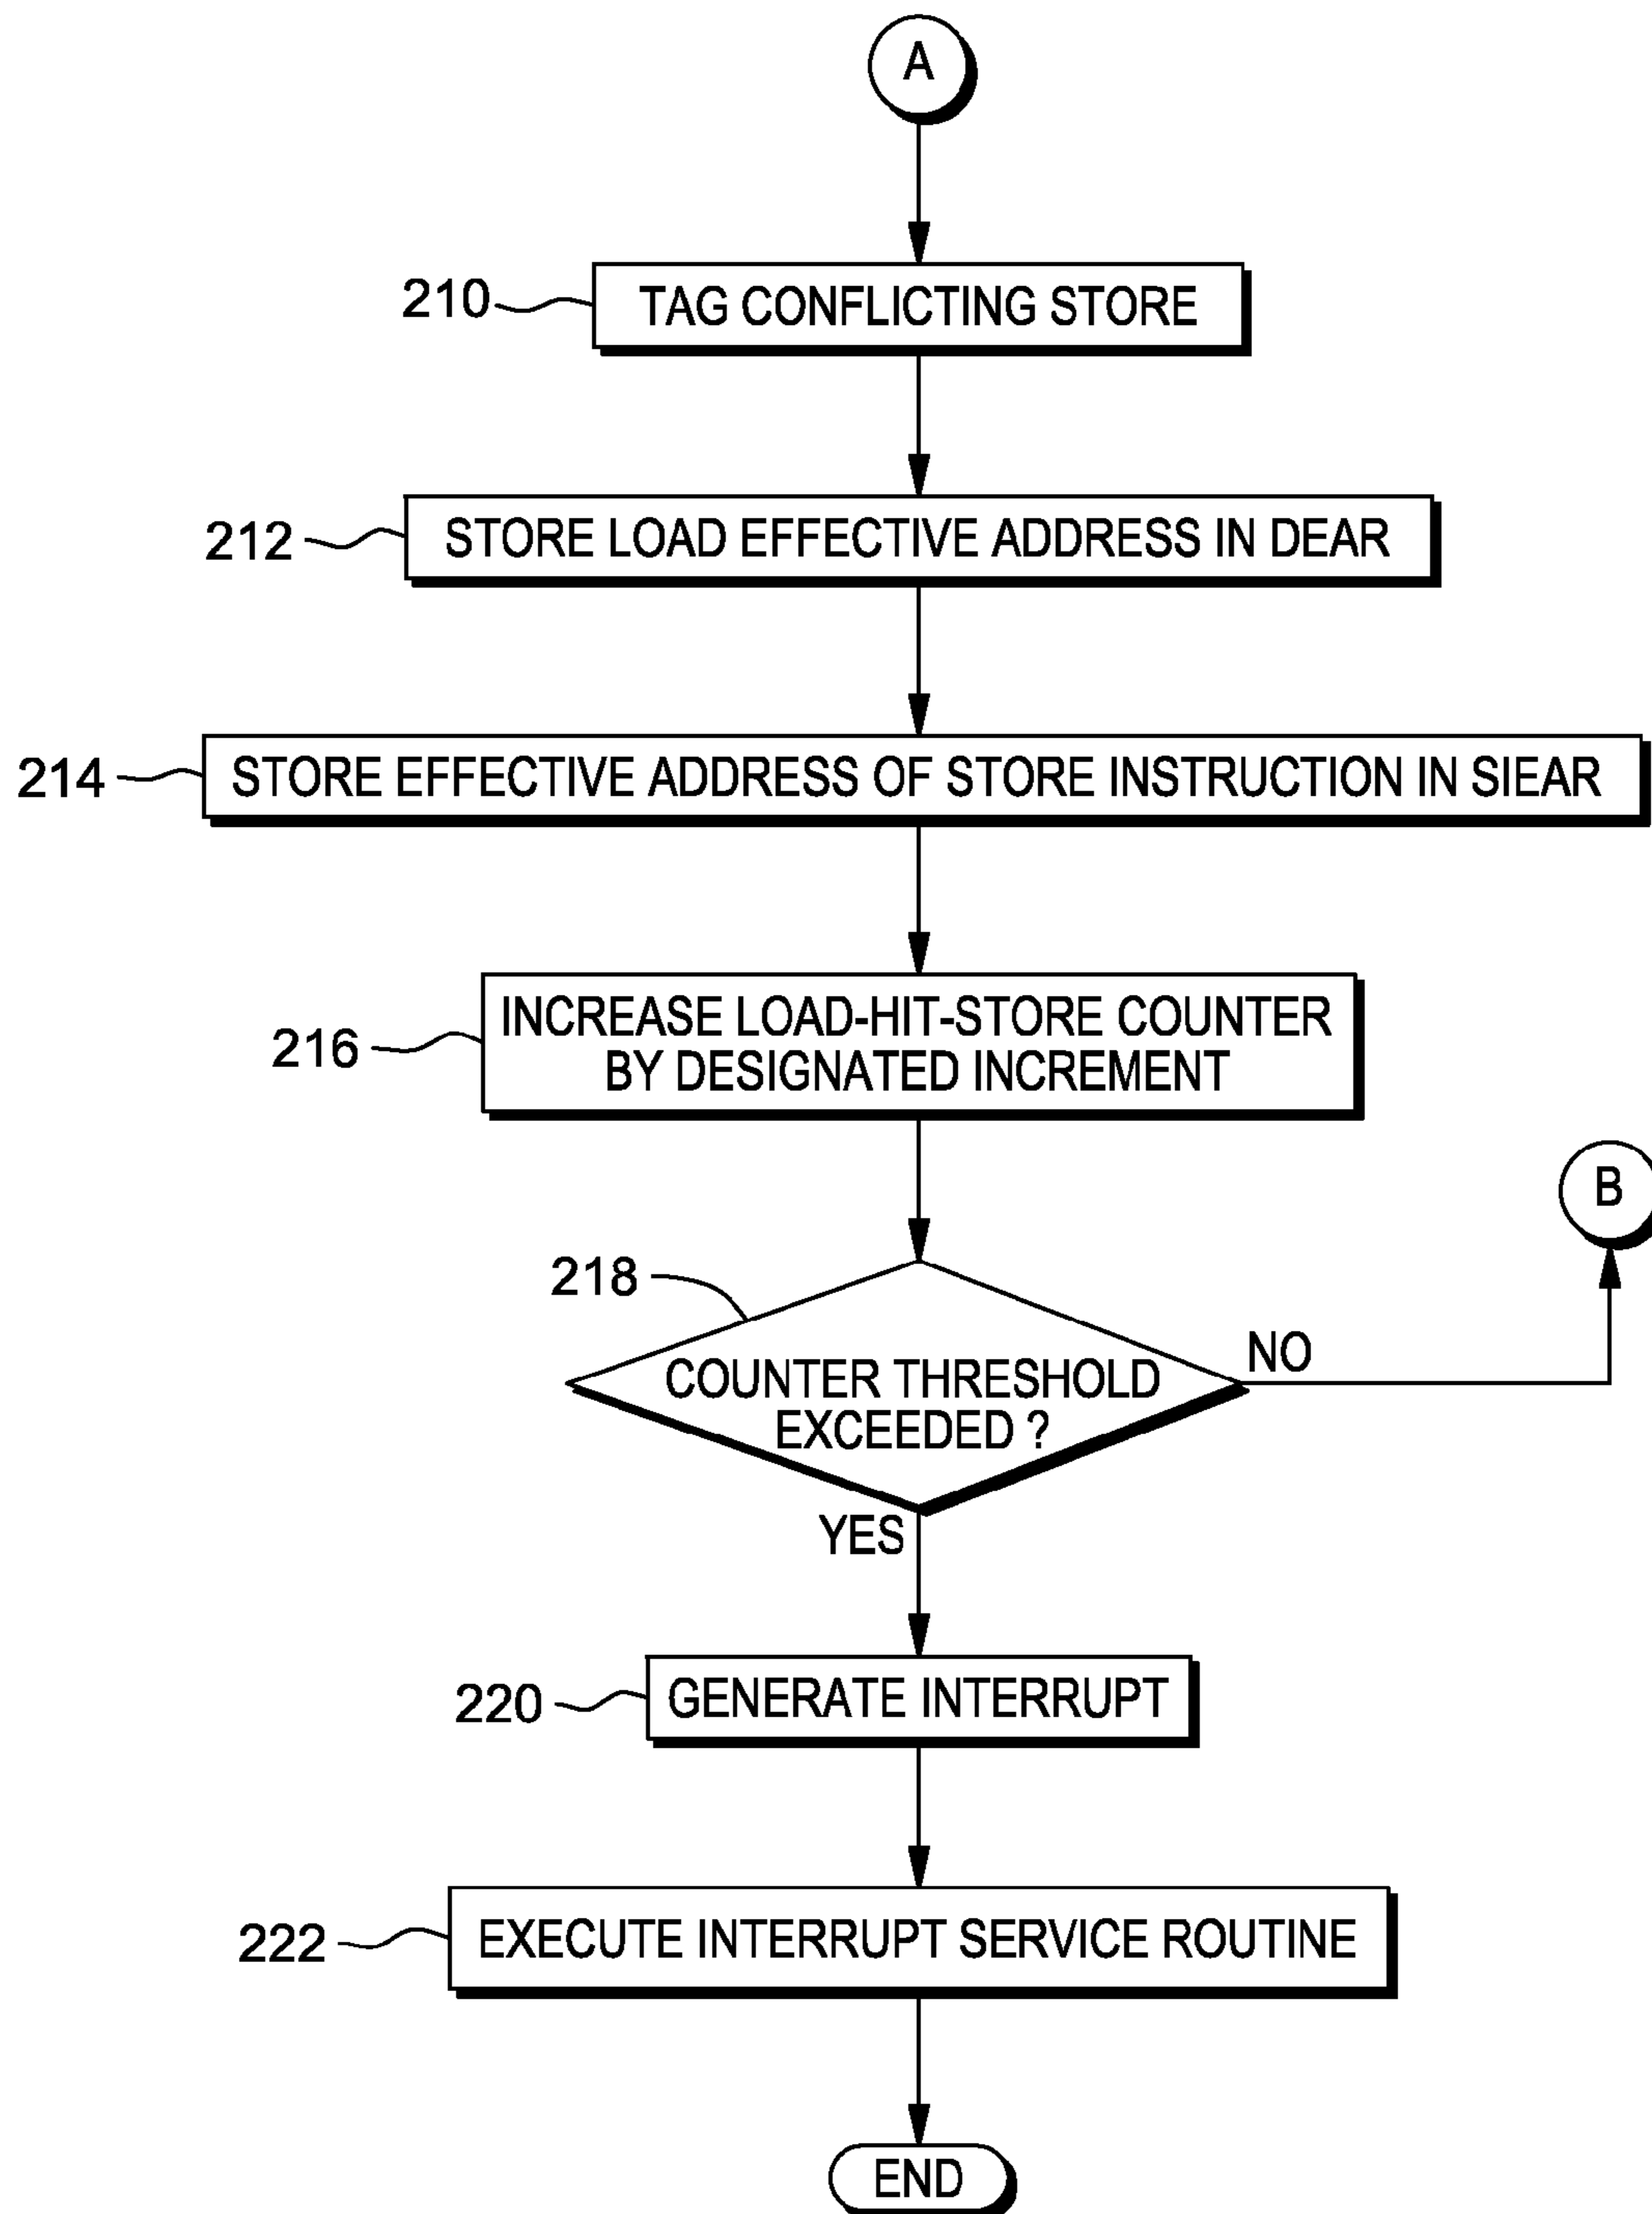 A
210
TAG CONFLICTING STORE
212
STORE LOAD EFFECTIVE ADDRESS IN DEAR
214
STORE EFFECTIVE ADDRESS OF STORE INSTRUCTION IN SIEAR
216
INCREASE LOAD-HIT-STORE COUNTER
BY DESIGNATED INCREMENT
B
218
NO
COUNTER THRESHOLD
EXCEEDED ?
YES
220
GENERATE INTERRUPT
222
EXECUTE INTERRUPT SERVICE ROUTINE
END